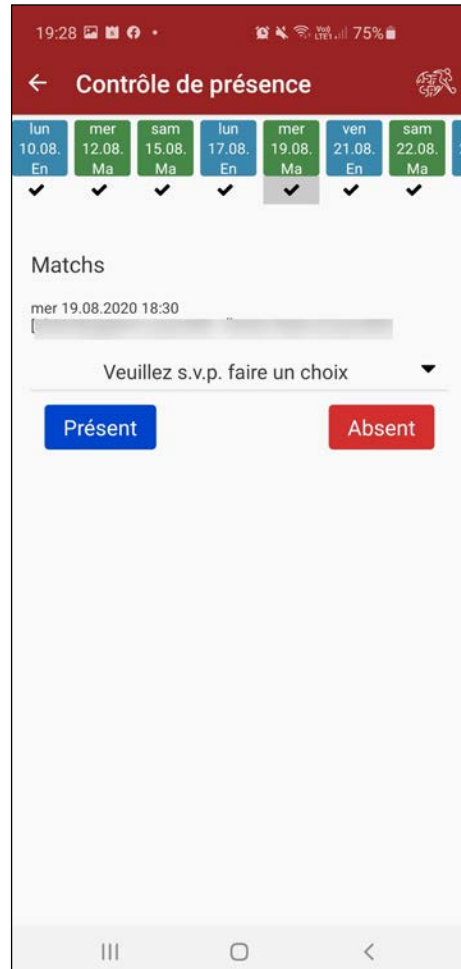 19:28 75%
Contrôle de présence
lun mer sam lun mer ven sam
10.08. 12.08. 15.08. 17.08. 19.08. 21.08. 22.08.
En Ma Ma En Ma En Ma
Matchs
mer 19.08.2020 18:30
Veuillez s.v.p. faire un choix
Présent Absent